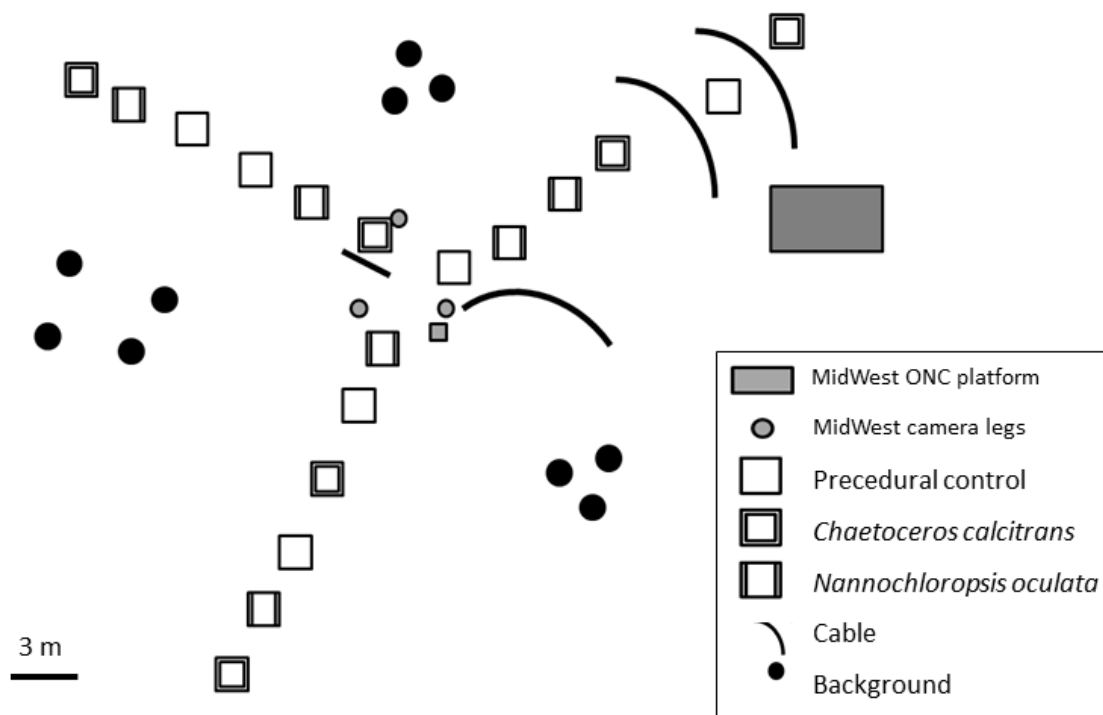 MidWest ONC platform
MidWest camera legs
Precedural control
Chaetoceros calcitrans
Nannochloropsis oculata
Cable
Background
3 m